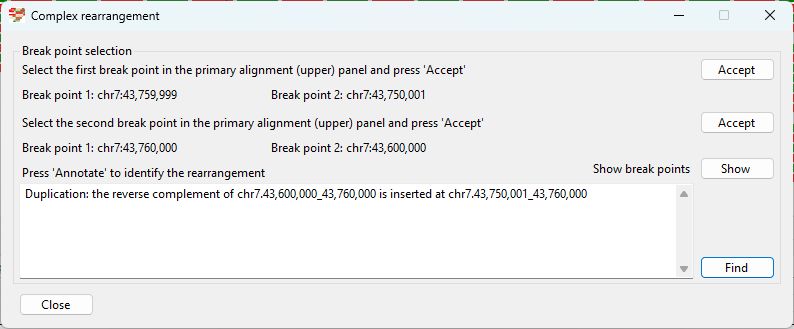 Complex rearrangement
Break point selection
Select the first break point in the primary alignment (upper) panel and press 'Accept'
Accept
Break point 1: chr7:43,759,999 Break point 2: chr7:43,750,001
Select the second break point in the primary alignment (upper) panel and press 'Accept'
Accept
Break point 1: chr7:43,760,000 Break point 2: chr7:43,600,000
Press 'Annotate' to identify the rearrangement
Show break points Show
Duplication: the reverse complement of chr7.43,600,000_43,760,000 is inserted at chr7.43,750,001_43,760,000
Find
Close